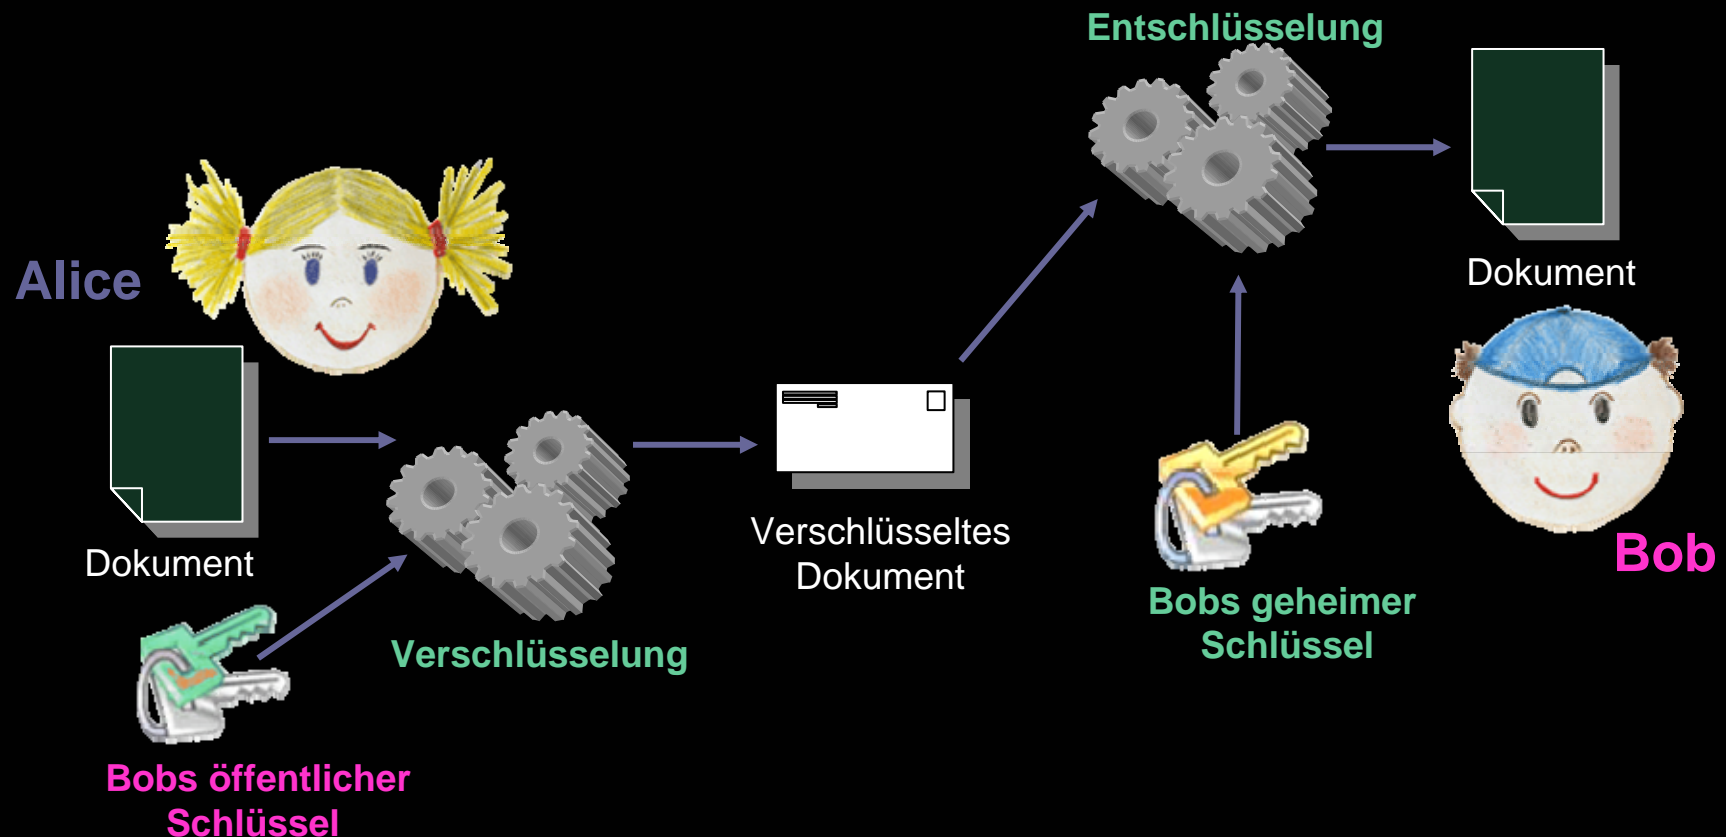 Entschlüsselung
Alice
Dokument
Dokument
Verschlüsseltes
Dokument
Bob
Bobs geheimer
Schlüssel
Verschlüsselung
Bobs öffentlicher
Schlüssel